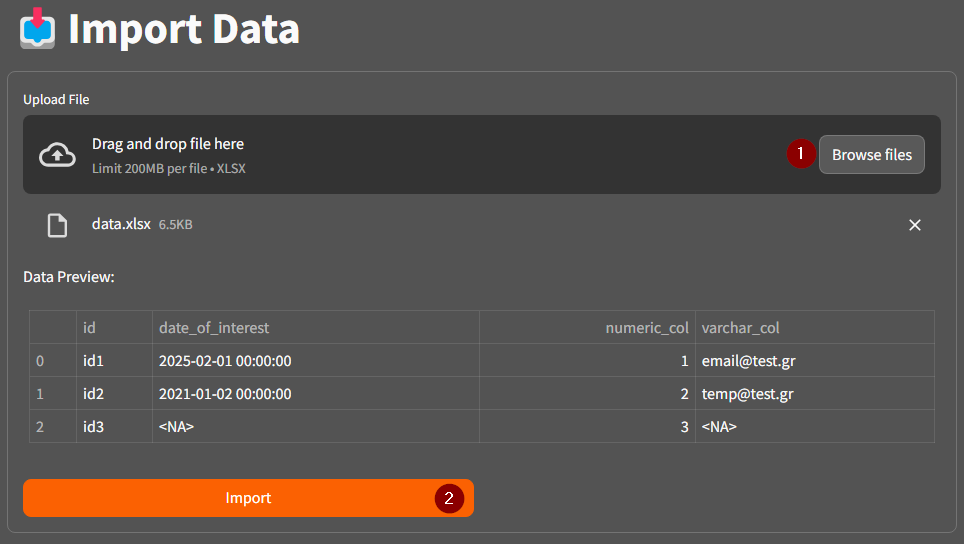 Import Data
Upload File
Drag and drop file here
Limit 200MB per file • XLSX
1
Browse files
data.xlsx 6.5KB
Data Preview:
id date_of_interest numeric_col varchar_col
0 id1 2025-02-01 00:00:00 1 email@test.gr
1 id2 2021-01-02 00:00:00 2 temp@test.gr
2 id3 <NA> 3 <NA>
Import 2